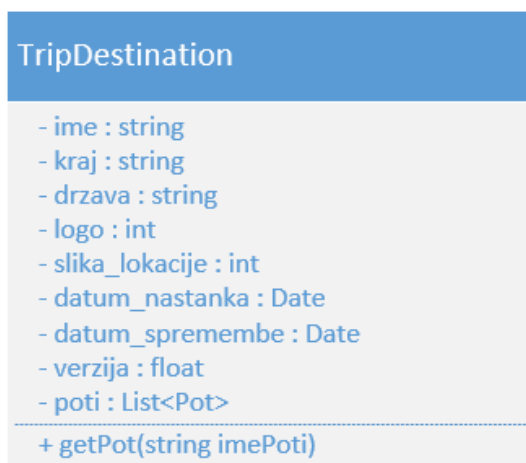 TripDestination
- ime : string
- kraj : string
- drzava : string
- logo : int
- slika_lokacije : int
- datum_nastanka : Date
- datum_spremembe : Date
- verzija : float
- poti : List<Pot>
+ getPot(string imePoti)